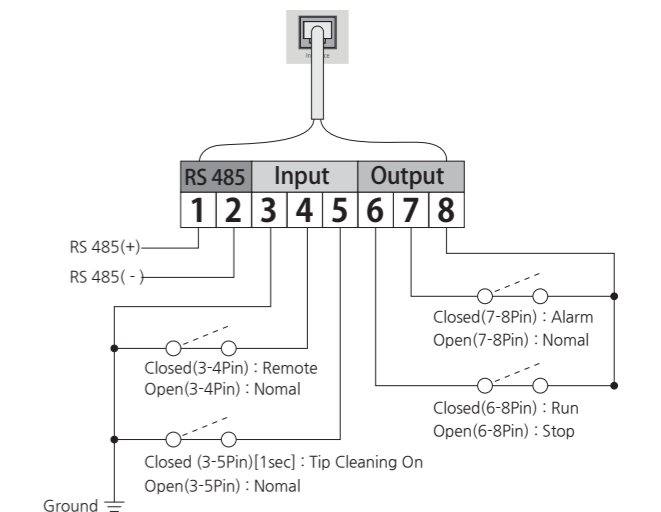 RS 485 Input Output
1 2 3 4 5 6 7 8
RS 485(+)
RS 485( - )
Closed(7-8Pin) : Alarm
Open(7-8Pin) : Nomal
Closed(3-4Pin) : Remote
Open(3-4Pin) : Nomal
Closed(6-8Pin) : Run
Open(6-8Pin) : Stop
Closed (3-5Pin)[1sec] : Tip Cleaning On
Open(3-5Pin) : Nomal
Ground